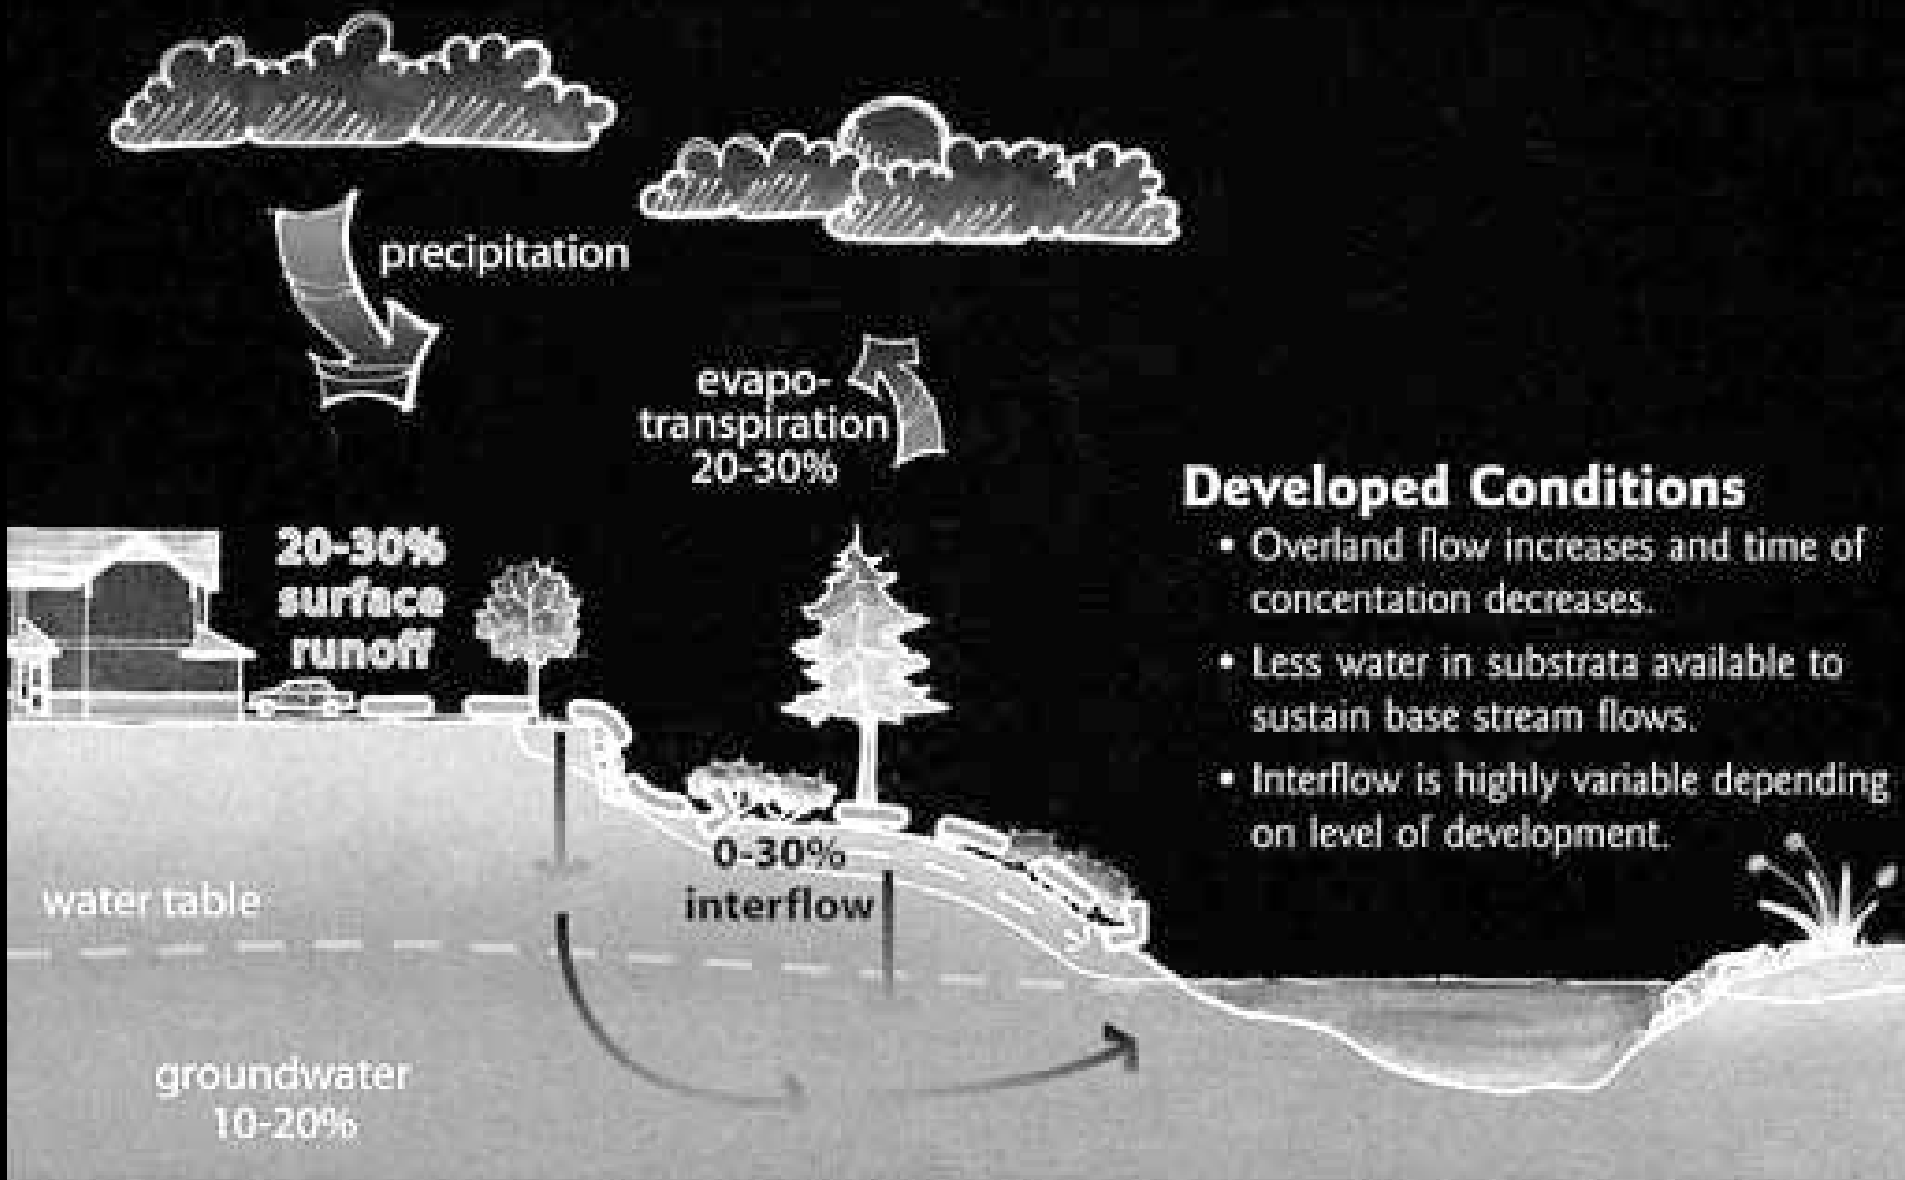 precipitation
evapo-
transpiration
20-30%
20-30%
surface
runoff
Developed Conditions
• Overland flow increases and time of
concentation decreases.
• Less water in substrata available to
sustain base stream flows.
• Interflow is highly variable depending
on level of development.
0-30%
interflow
water table
groundwater
10-20%